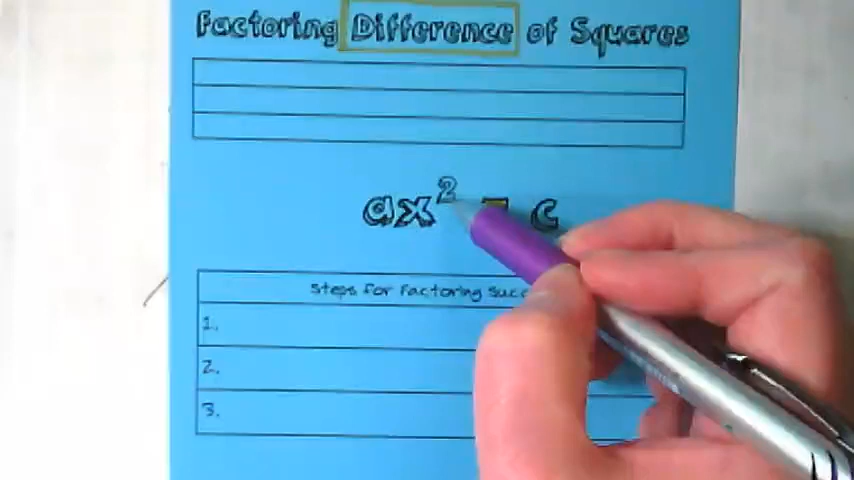 Factoring Difference of Squares
ax² - c
Steps for Factoring
1.
2.
3.